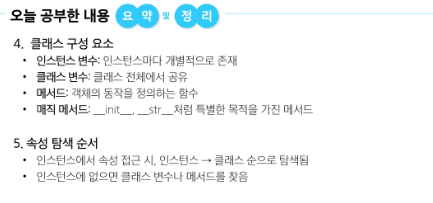 오늘 공부한 내용 요약 및 정리
4. 클래스 구성 요소
• 인스턴스 변수: 인스턴스마다 개별적으로 존재
• 클래스 변수: 클래스 전체에서 공유
• 메서드: 객체의 동작을 정의하는 함수
• 매직 메서드: __init__, __str__처럼 특별한 목적을 가진 메서드
5. 속성 탐색 순서
• 인스턴스에서 속성 접근 시, 인스턴스 → 클래스 순으로 탐색됨
• 인스턴스에 없으면 클래스 변수나 메서드를 찾음